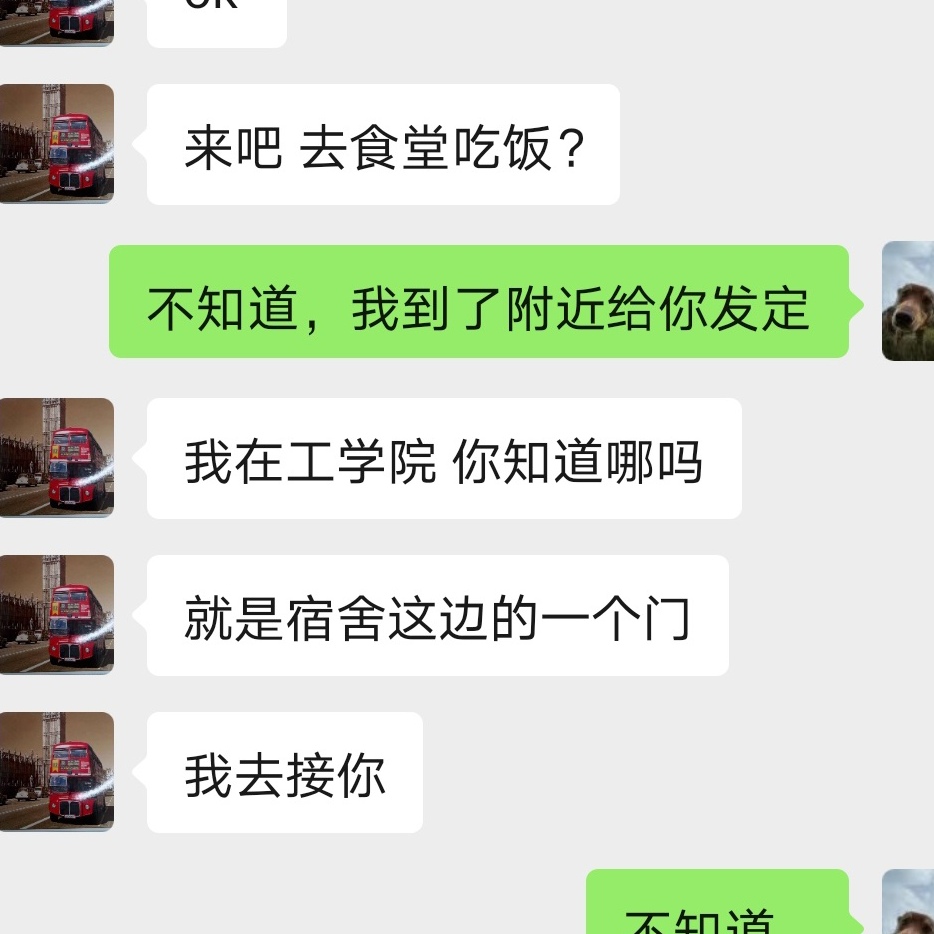 ok
来吧 去食堂吃饭?
不知道，我到了附近给你发定
我在工学院 你知道哪吗
就是宿舍这边的一个门
我去接你
不知道